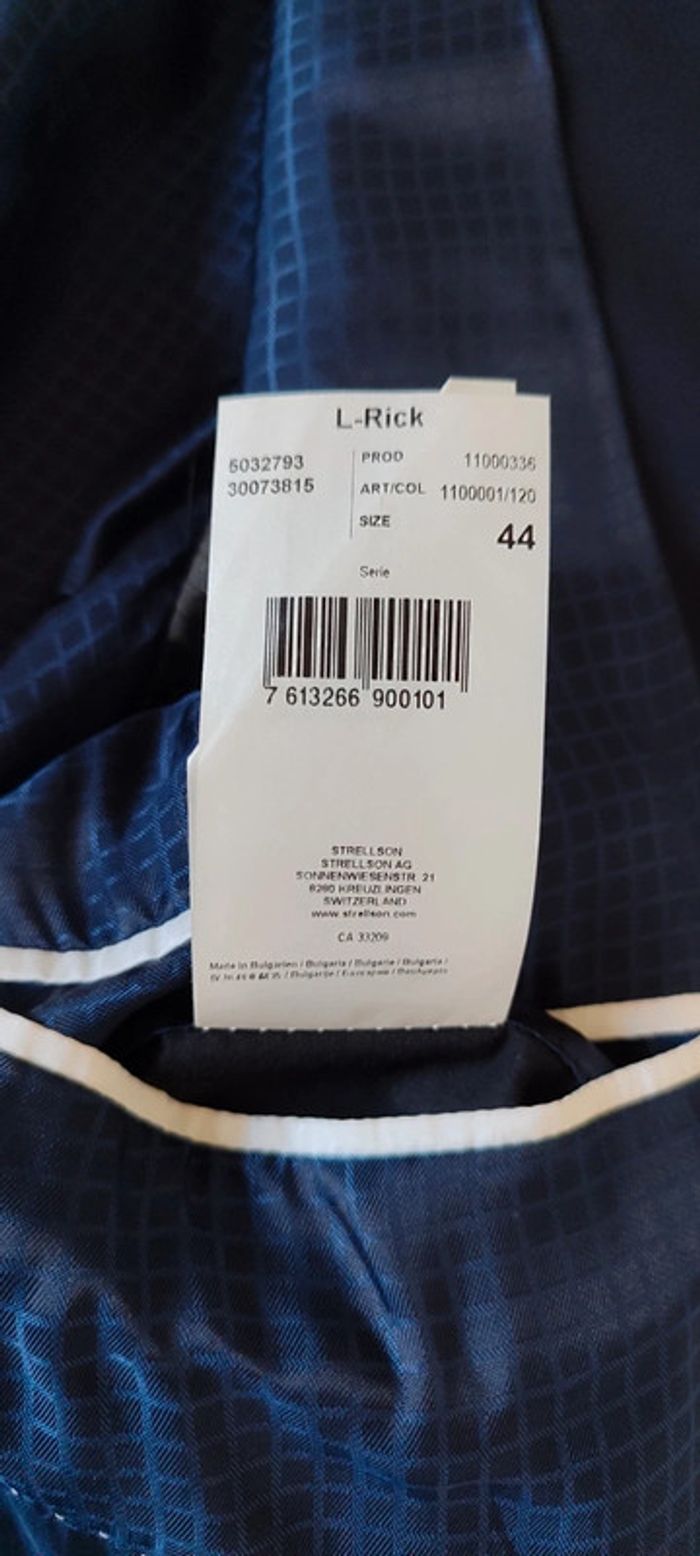 L-Rick
5032793
30073815
PROD 11000336
ART/COL 1100001/120
SIZE 44
Serie
7 613266 900101
STRELLSON
STRELLSON AG
SONNENWIESENSTR. 21
8280 KREUZLINGEN
SWITZERLAND
www.strellson.com
CA 33209
Made in Bulgarien / Bulgaria / Bulgarie / Bulgaria /